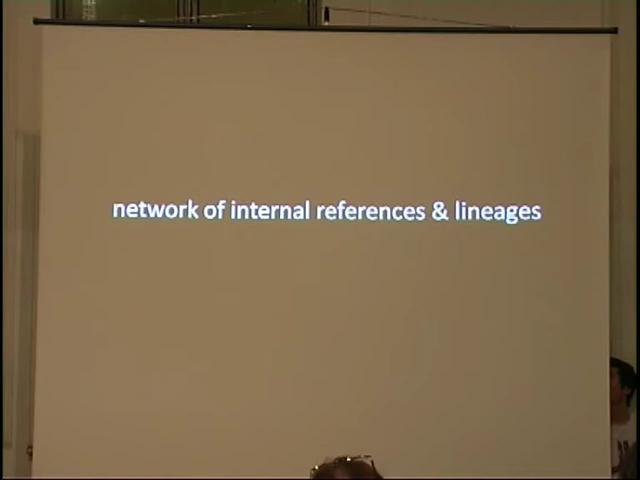 network of internal references & lineages